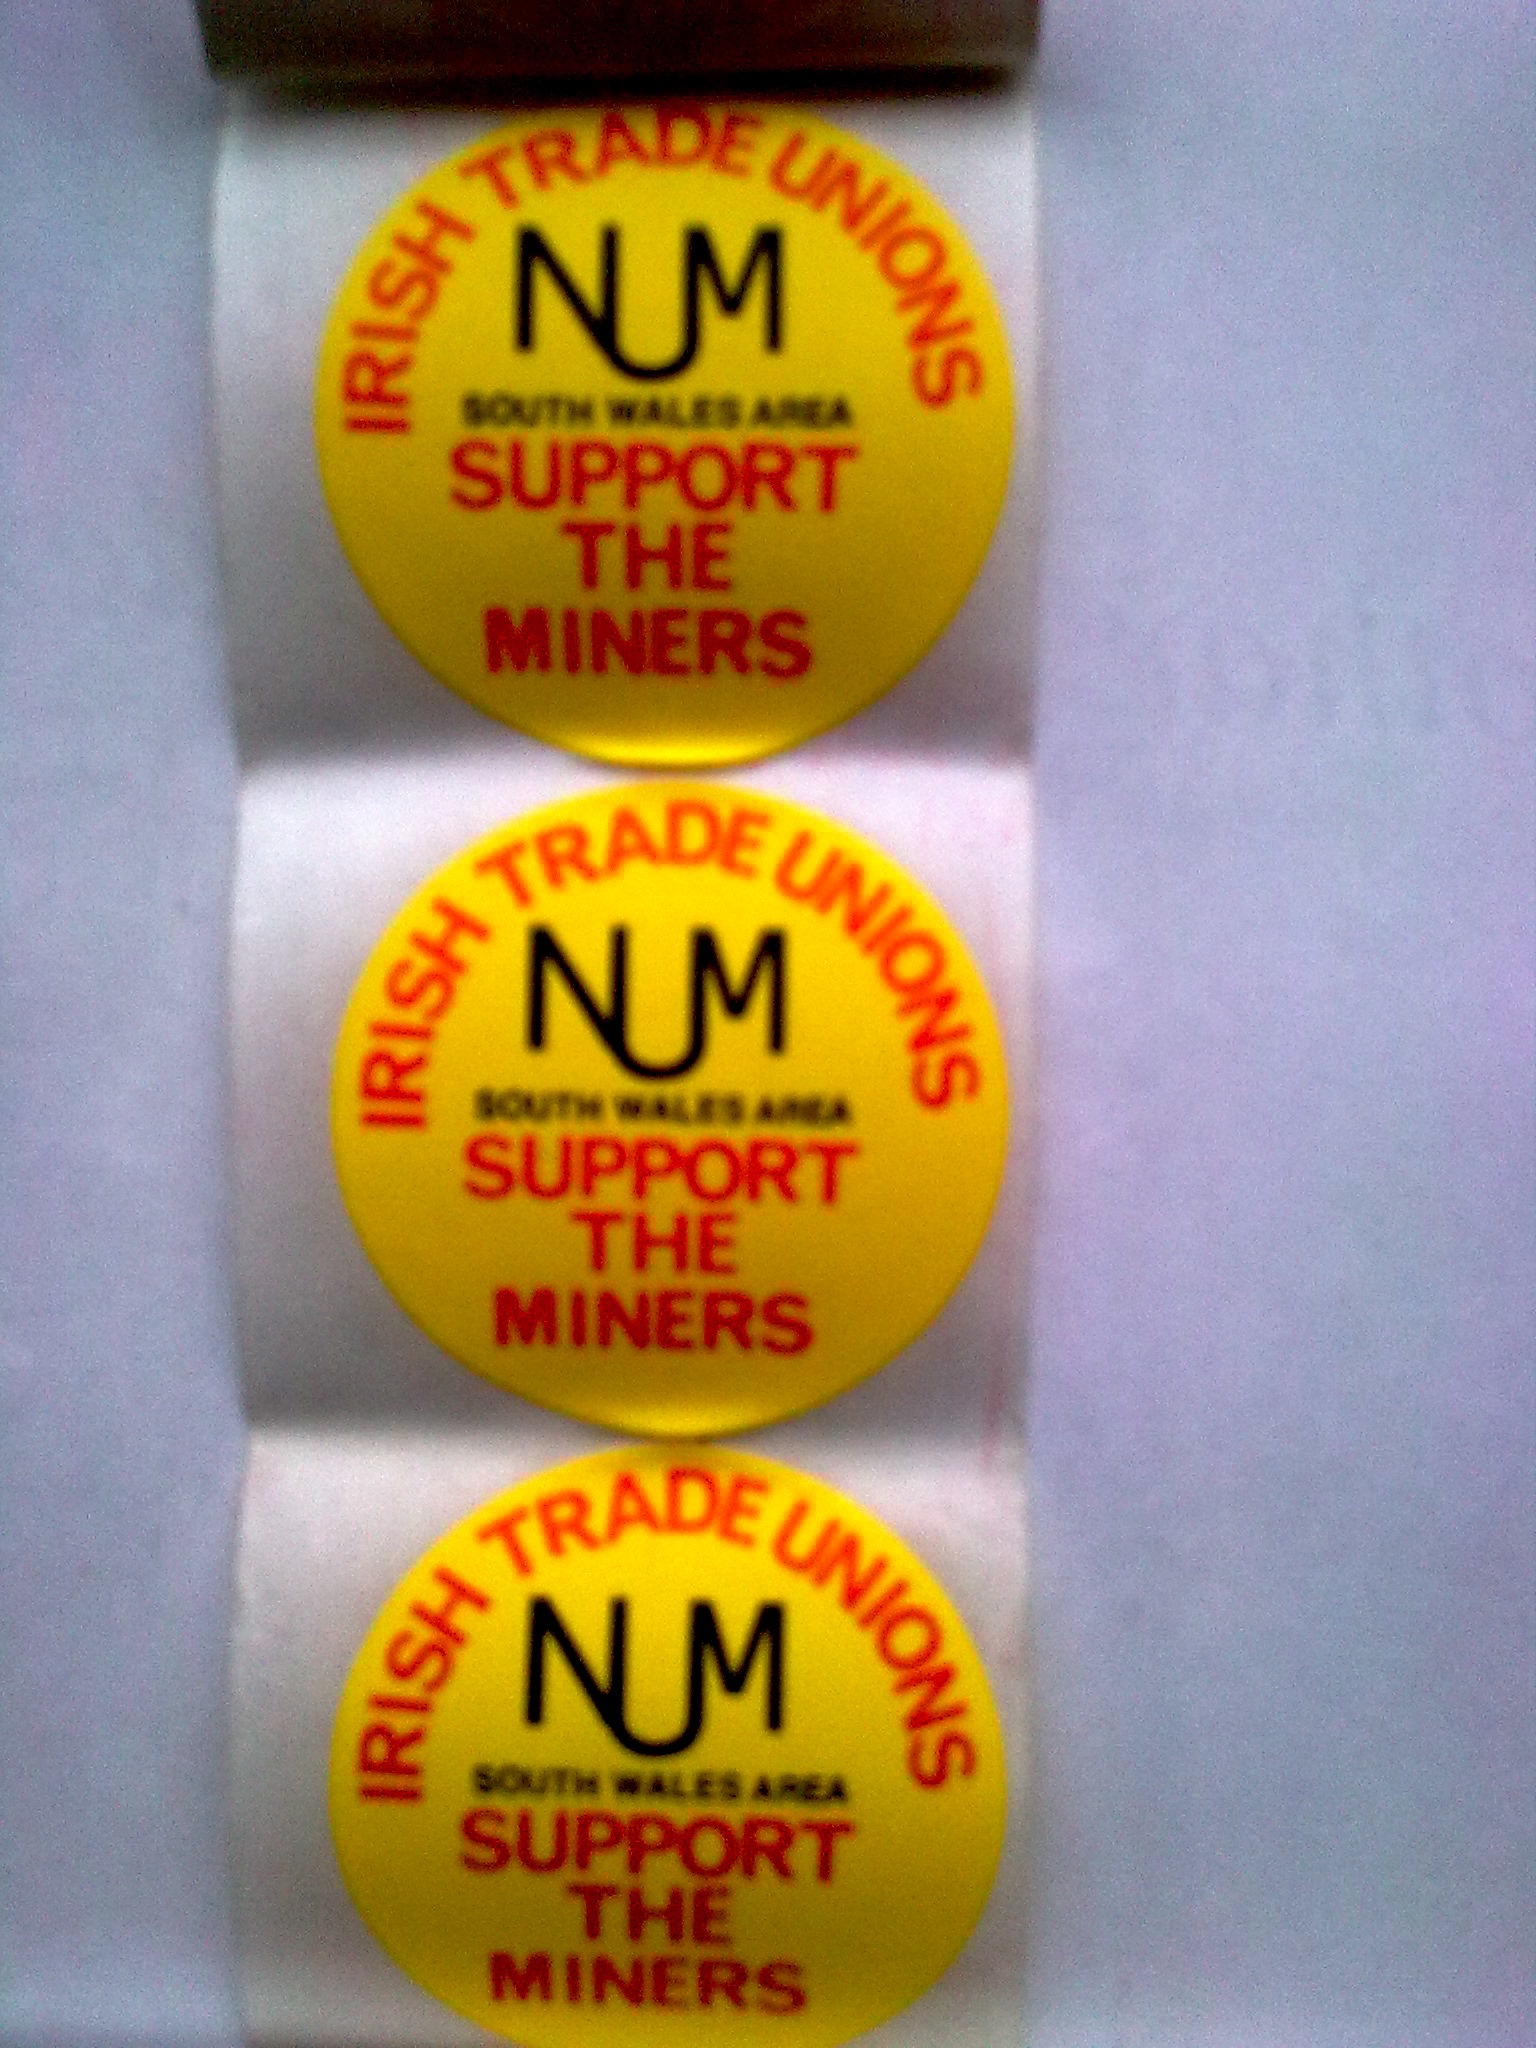 IRISH TRADE UNIONS
NUM
SOUTH WALES AREA
SUPPORT
THE
MINERS
IRISH TRADE UNIONS
NUM
SOUTH WALES AREA
SUPPORT
THE
MINERS
IRISH TRADE UNIONS
NUM
SOUTH WALES AREA
SUPPORT
THE
MINERS